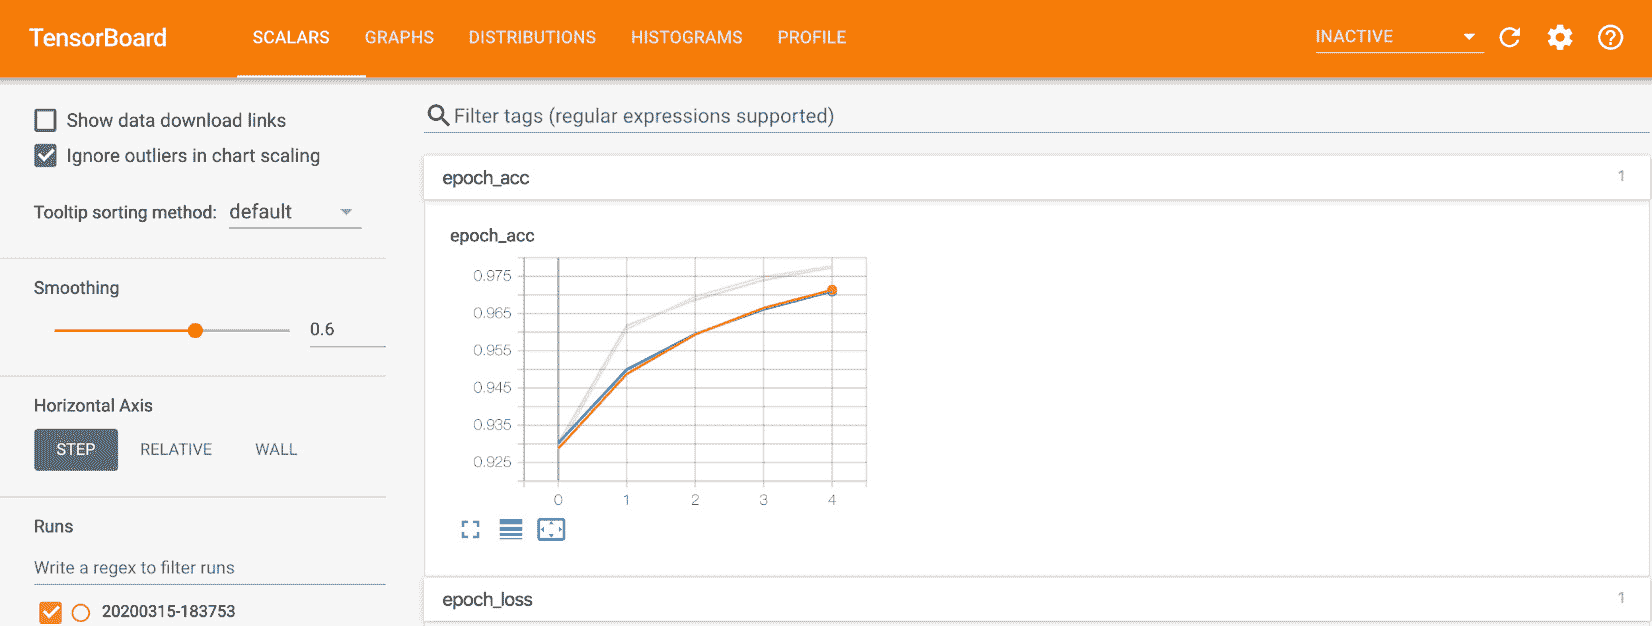 TensorBoard SCALARS GRAPHS DISTRIBUTIONS HISTOGRAMS PROFILE INACTIVE
Show data download links
Ignore outliers in chart scaling
Tooltip sorting method: default
Smoothing
0.6
Horizontal Axis
STEP RELATIVE WALL
Runs
Write a regex to filter runs
20200315-183753
Filter tags (regular expressions supported)
epoch_acc 1
epoch_acc
0.975
0.965
0.955
0.945
0.935
0.925
0 1 2 3 4
epoch_loss 1